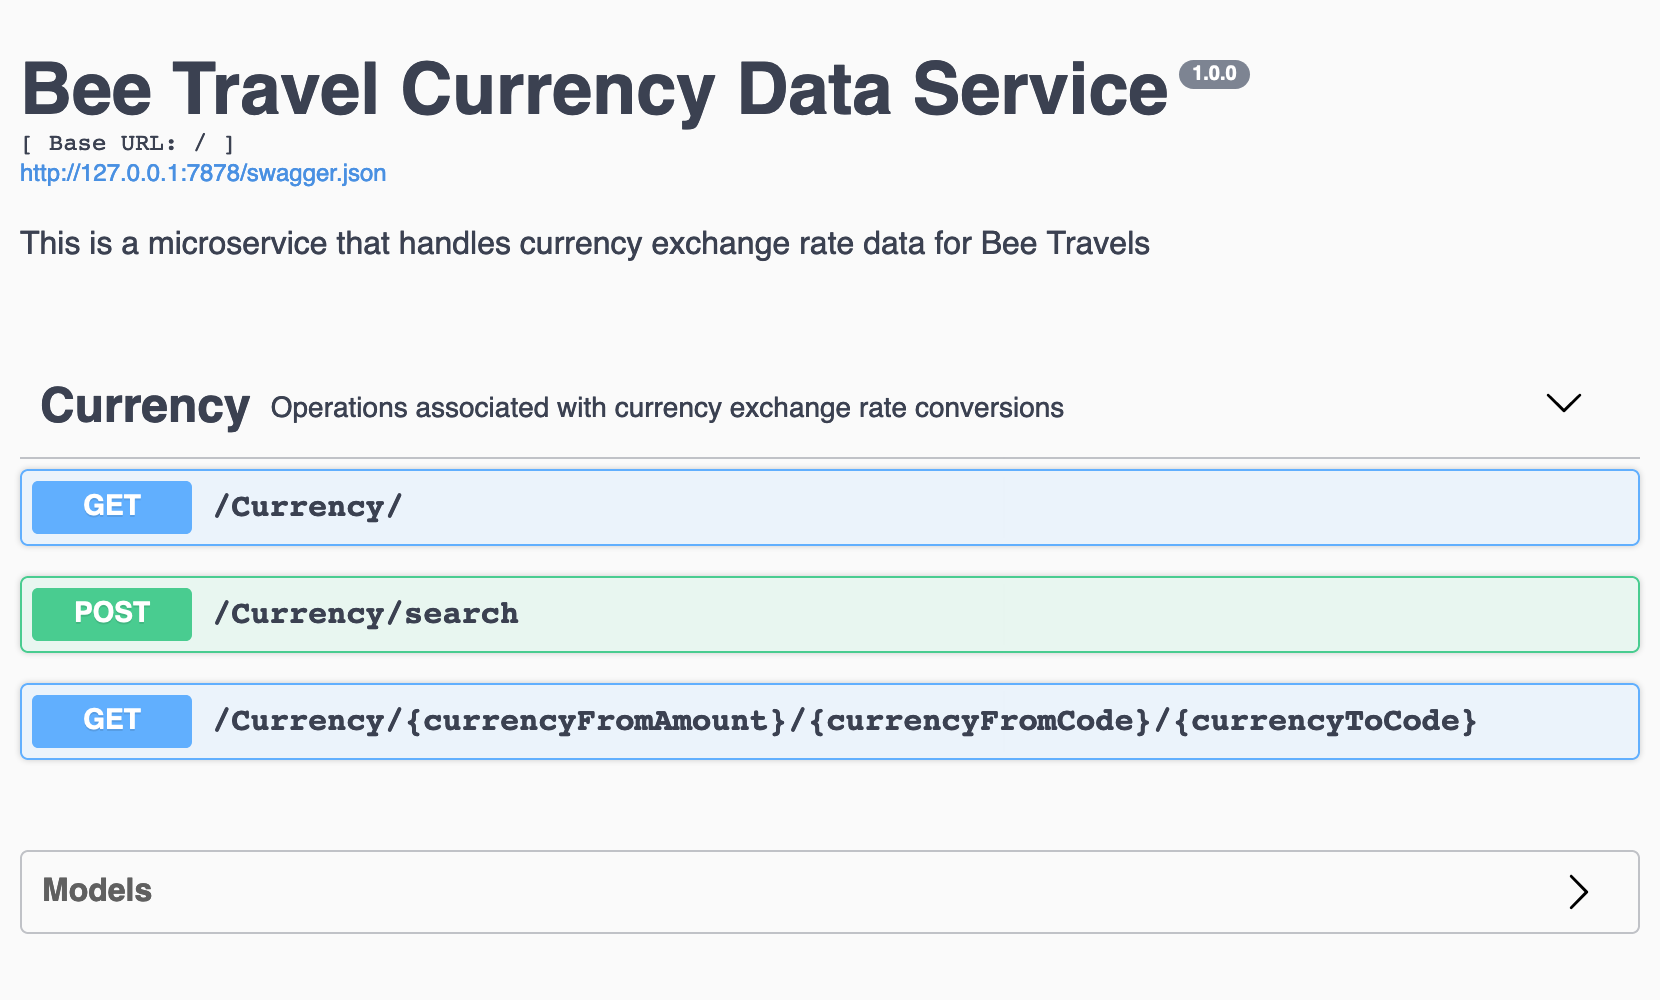 Bee Travel Currency Data Service 1.0.0
[ Base URL: / ]
http://127.0.0.1:7878/swagger.json
This is a microservice that handles currency exchange rate data for Bee Travels
Currency Operations associated with currency exchange rate conversions
GET /Currency/
POST /Currency/search
GET /Currency/{currencyFromAmount}/{currencyFromCode}/{currencyToCode}
Models